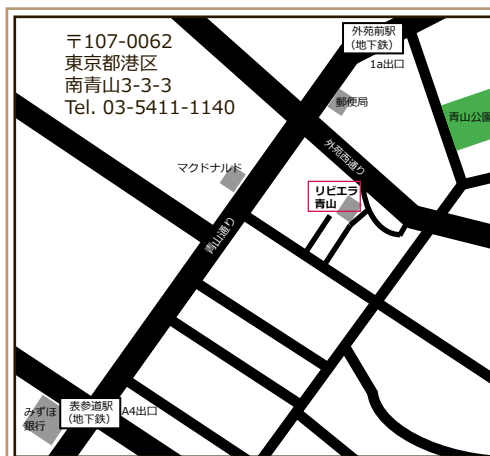 〒107-0062
東京都港区
南青山3-3-3
Tel. 03-5411-1140
外苑前駅
（地下鉄）
1a出口
郵便局
青山公園
外苑西通り
マクドナルド
リビエラ
青山
青山通り
表参道駅
（地下鉄）
A4出口
みずほ
銀行